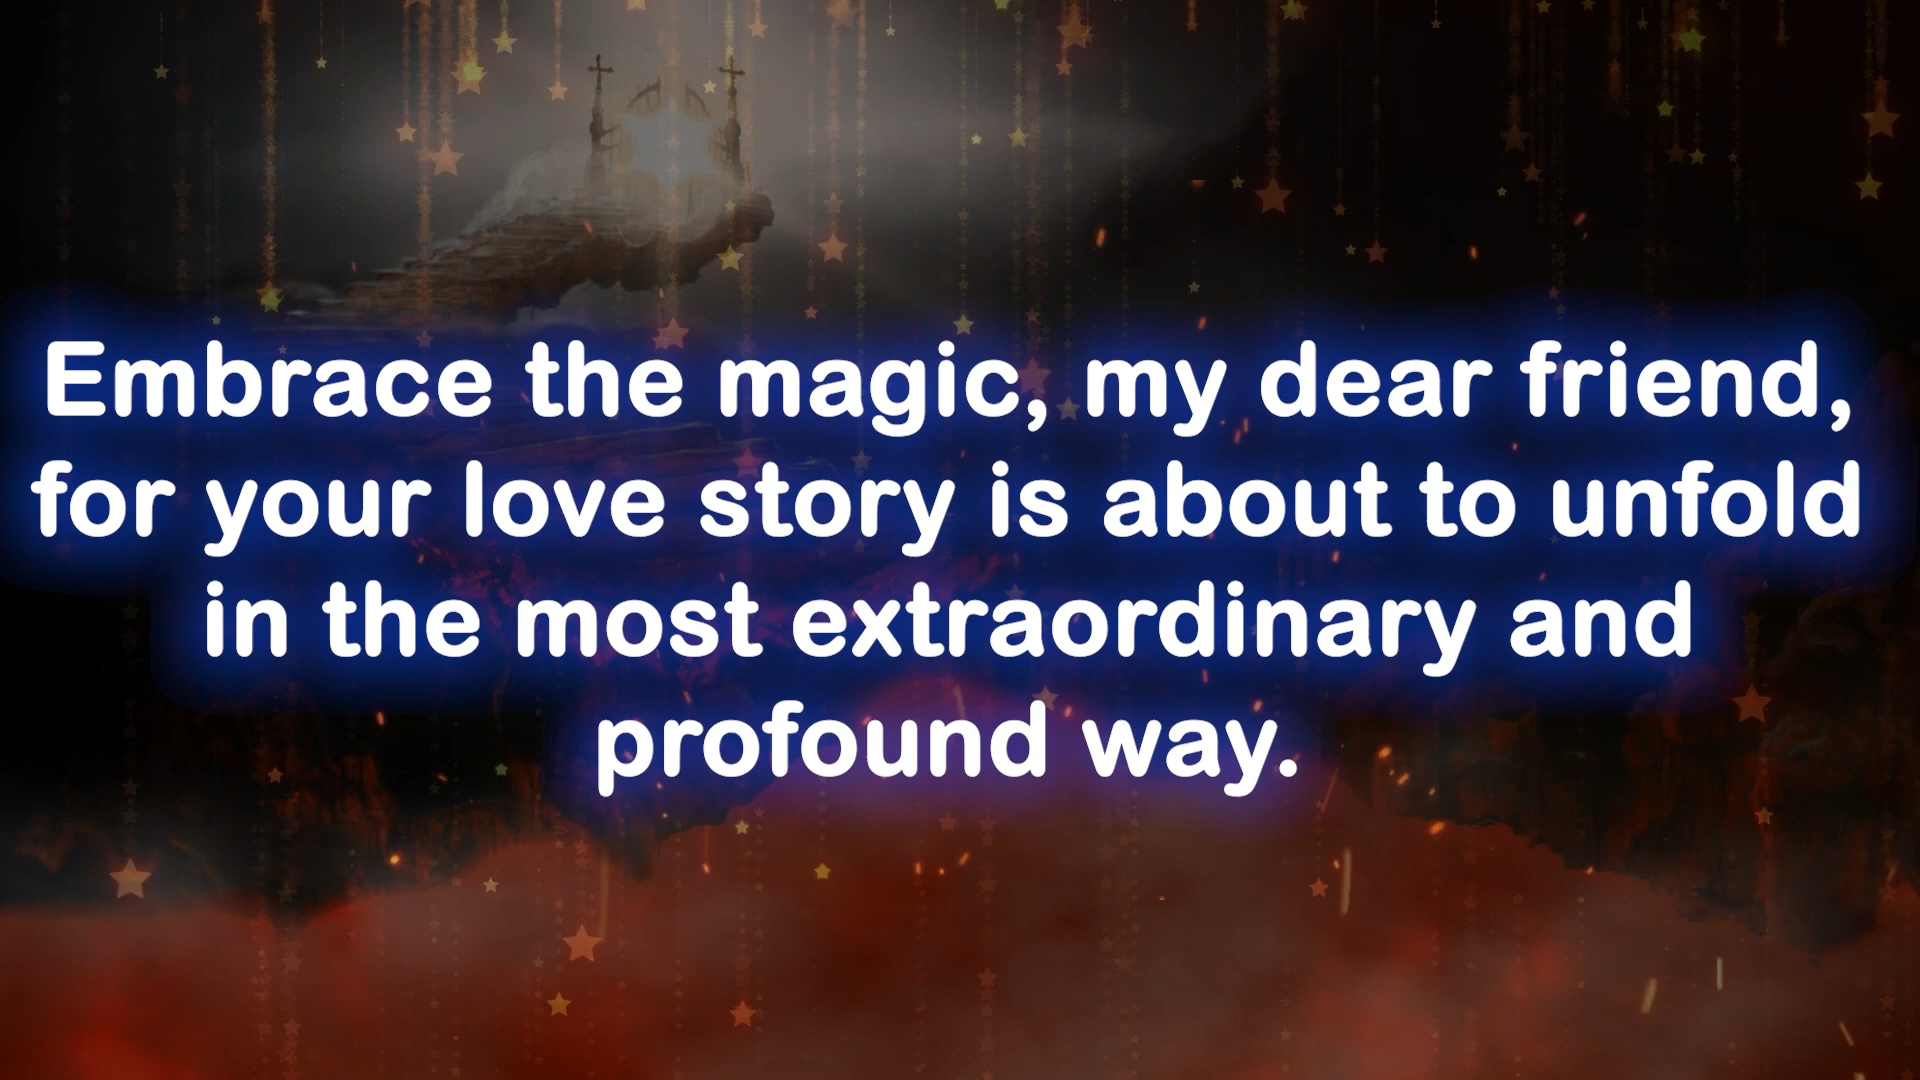 Embrace the magic, my dear friend,
for your love story is about to unfold
in the most extraordinary and
profound way.